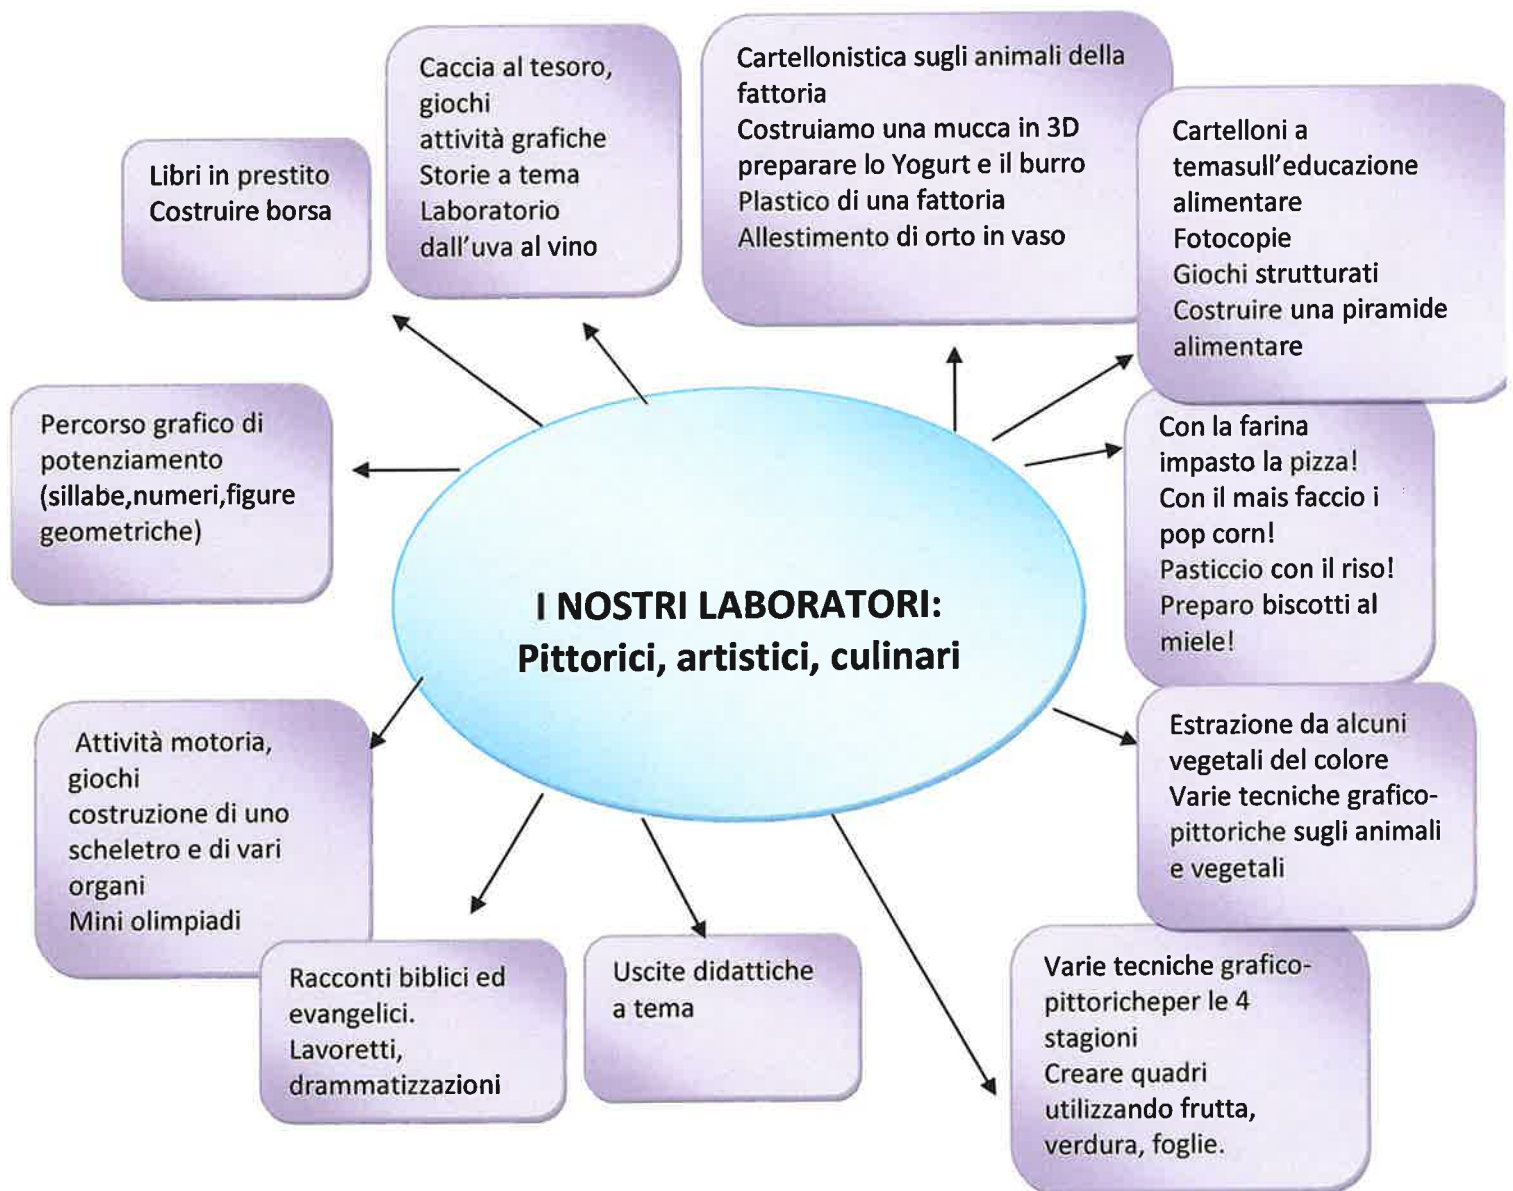 Libri in prestito
Costruire borsa
Caccia al tesoro,
giochi
attività grafiche
Storie a tema
Laboratorio
dall'uva al vino
Cartellonistica sugli animali della
fattoria
Costruiamo una mucca in 3D
preparare lo Yogurt e il burro
Plastico di una fattoria
Allestimento di orto in vaso
Cartelloni a
temasull'educazione
alimentare
Fotocopie
Giochi strutturati
Costruire una piramide
alimentare
Percorso grafico di
potenziamento
(sillabe,numeri,figure
geometriche)
I NOSTRI LABORATORI:
Pittorici, artistici, culinari
Con la farina
impasto la pizza!
Con il mais faccio i
pop corn!
Pasticcio con il riso!
Preparo biscotti al
miele!
Attività motoria,
giochi
costruzione di uno
scheletro e di vari
organi
Mini olimpiadi
Estrazione da alcuni
vegetali del colore
Varie tecniche grafico-
pittoriche sugli animali
e vegetali
Racconti biblici ed
evangelici.
Lavoretti,
drammatizzazioni
Uscite didattiche
a tema
Varie tecniche grafico-
pittoricheper le 4
stagioni
Creare quadri
utilizzando frutta,
verdura, foglie.